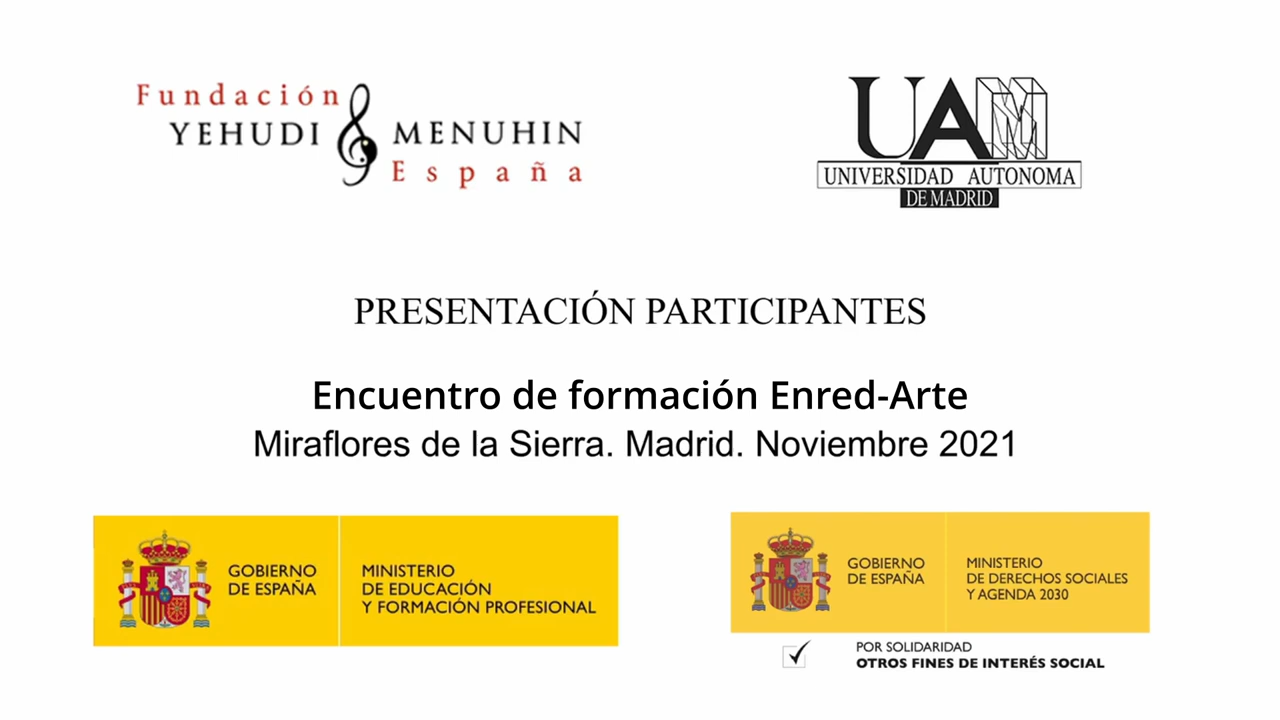 Fundación
YEHUDI MENUHIN
España
UAM
UNIVERSIDAD AUTONOMA
DE MADRID
PRESENTACIÓN PARTICIPANTES
Encuentro de formación Enred-Arte
Miraflores de la Sierra. Madrid. Noviembre 2021
GOBIERNO
DE ESPAÑA
MINISTERIO
DE EDUCACIÓN
Y FORMACIÓN PROFESIONAL
GOBIERNO
DE ESPAÑA
MINISTERIO
DE DERECHOS SOCIALES
Y AGENDA 2030
POR SOLIDARIDAD
OTROS FINES DE INTERÉS SOCIAL